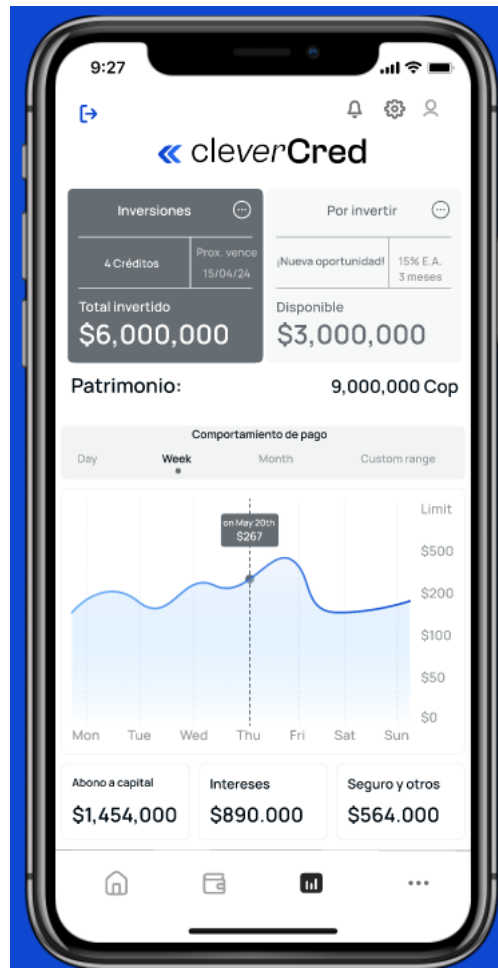 9:27
cleverCred
Inversiones
Por invertir
4 Créditos
Prox. vence
15/04/24
¡Nueva oportunidad!
15% E.A.
3 meses
Total invertido
$6,000,000
Disponible
$3,000,000
Patrimonio:
9,000,000 Cop
Comportamiento de pago
Day
Week
Month
Custom range
Limit
on May 20th
$267
$500
$200
$100
$50
$0
Mon Tue Wed Thu Fri Sat Sun
Abono a capital
$1,454,000
Intereses
$890.000
Seguro y otros
$564.000